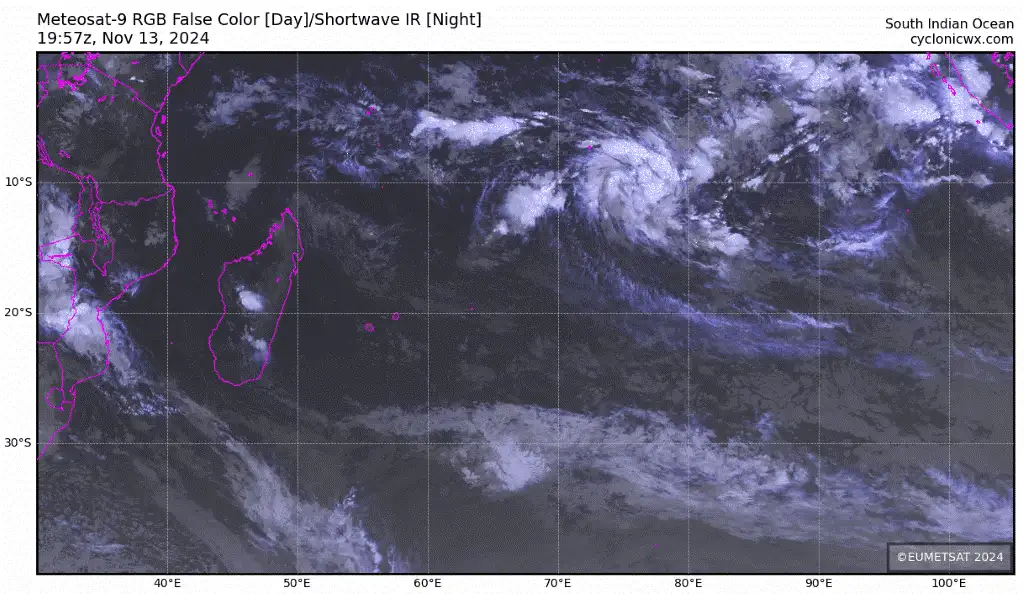 Meteosat-9 RGB False Color [Day]/Shortwave IR [Night]
19:57z, Nov 13, 2024
South Indian Ocean
cyclonicwx.com
10°S
20°S
30°S
©EUMETSAT 2024
40°E 50°E 60°E 70°E 80°E 90°E 100°E